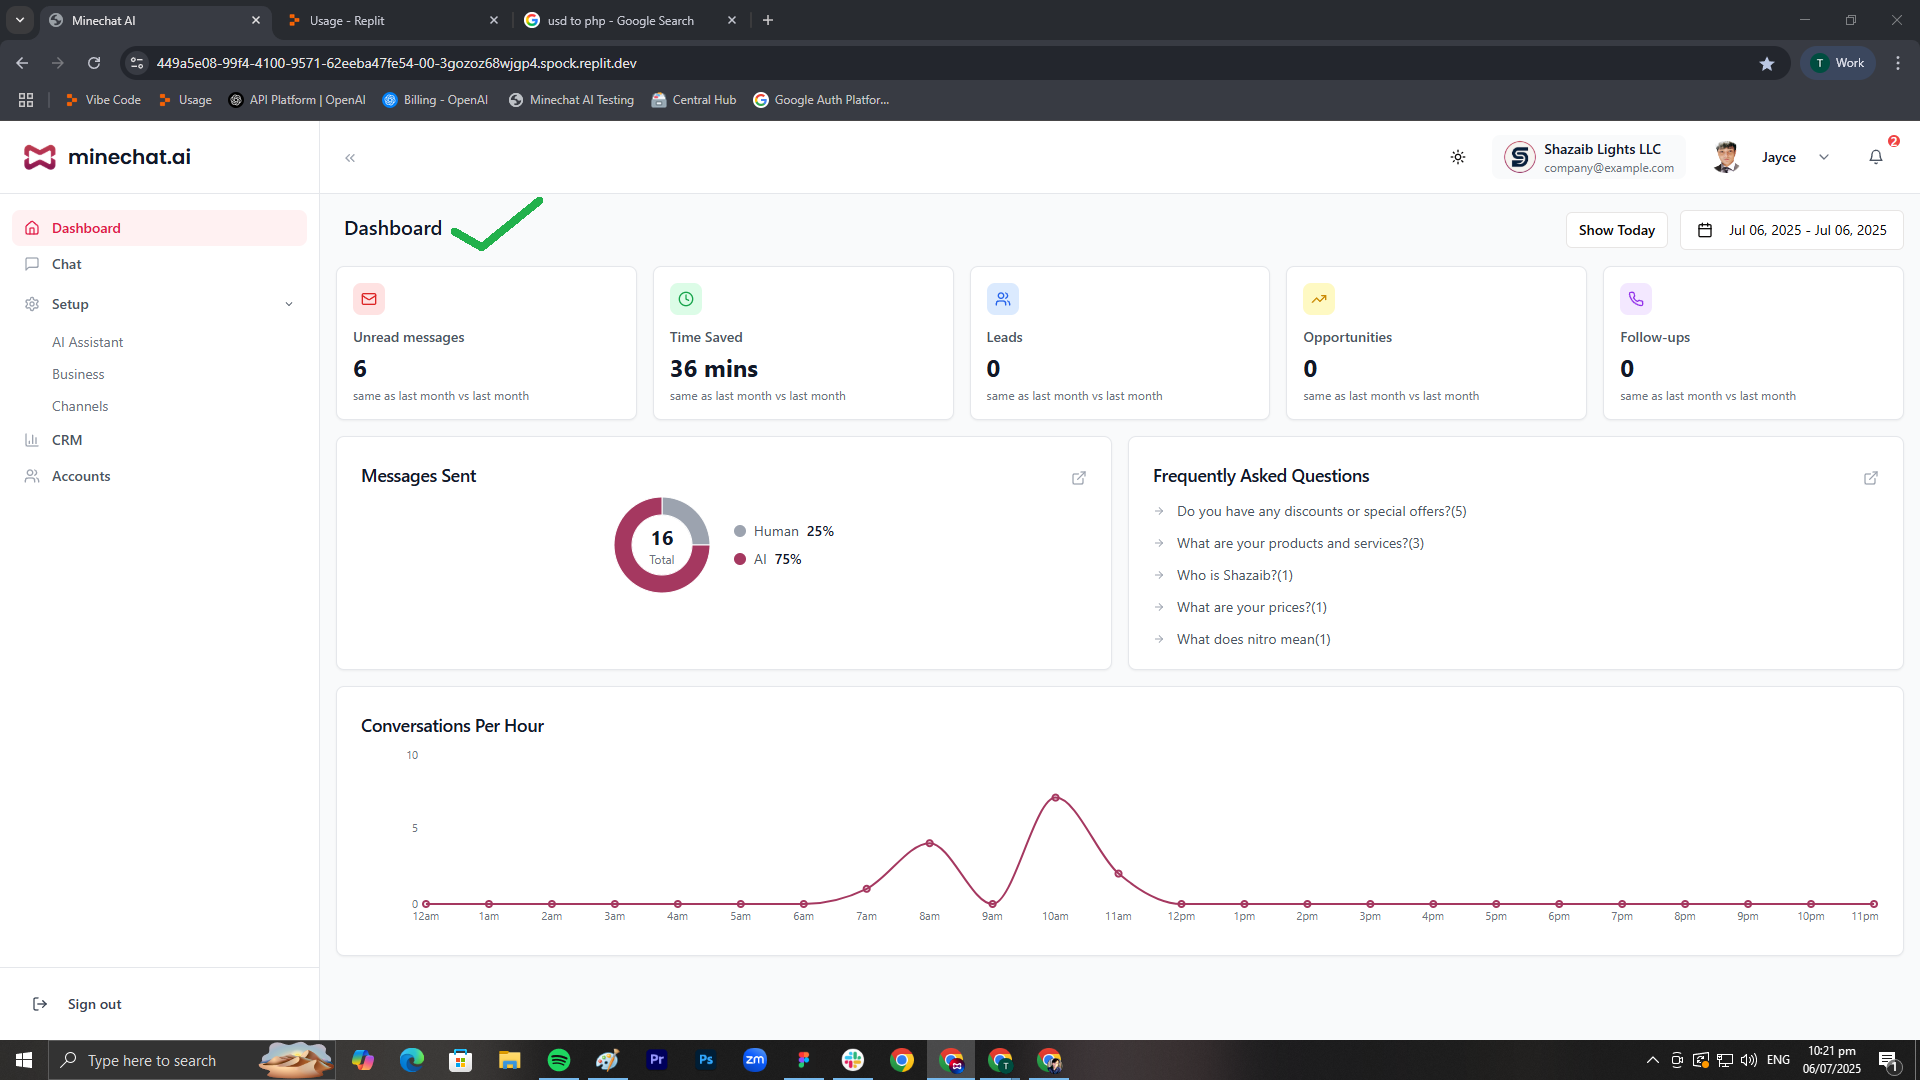 Minechat AI
Usage - Replit
usd to php - Google Search
449a5e08-99f4-4100-9571-62eeba47fe54-00-3gozoz68wjgp4.spock.replit.dev
T Work
Vibe Code
Usage
API Platform | OpenAI
Billing - OpenAI
Minechat AI Testing
Central Hub
Google Auth Platfor...
minechat.ai
Shazaib Lights LLC
company@example.com
Jayce
2
Dashboard
Chat
Setup
AI Assistant
Business
Channels
CRM
Accounts
Sign out
Dashboard
Show Today
Jul 06, 2025 - Jul 06, 2025
Unread messages
6
same as last month vs last month
Time Saved
36 mins
same as last month vs last month
Leads
0
same as last month vs last month
Opportunities
0
same as last month vs last month
Follow-ups
0
same as last month vs last month
Messages Sent
16
Total
Human 25%
AI 75%
Frequently Asked Questions
Do you have any discounts or special offers?(5)
What are your products and services?(3)
Who is Shazaib?(1)
What are your prices?(1)
What does nitro mean(1)
Conversations Per Hour
10
5
0
12am 1am 2am 3am 4am 5am 6am 7am 8am 9am 10am 11am 12pm 1pm 2pm 3pm 4pm 5pm 6pm 7pm 8pm 9pm 10pm 11pm
Type here to search
Pr
Ps
zm
T
ENG
10:21 pm
06/07/2025
1